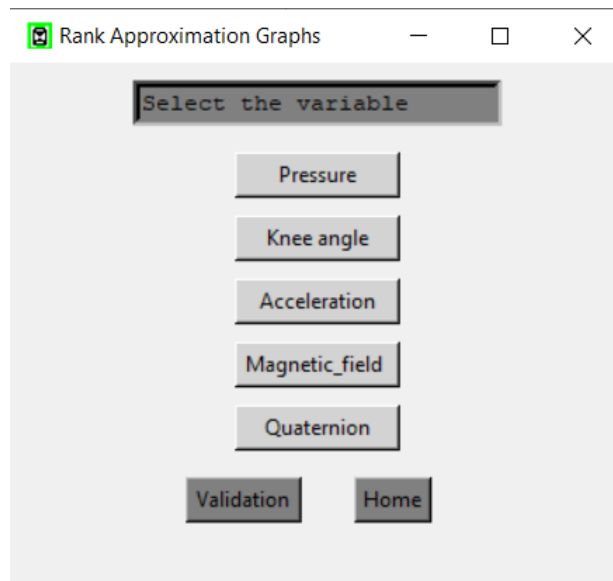 Rank Approximation Graphs
Select the variable
Pressure
Knee angle
Acceleration
Magnetic_field
Quaternion
Validation Home